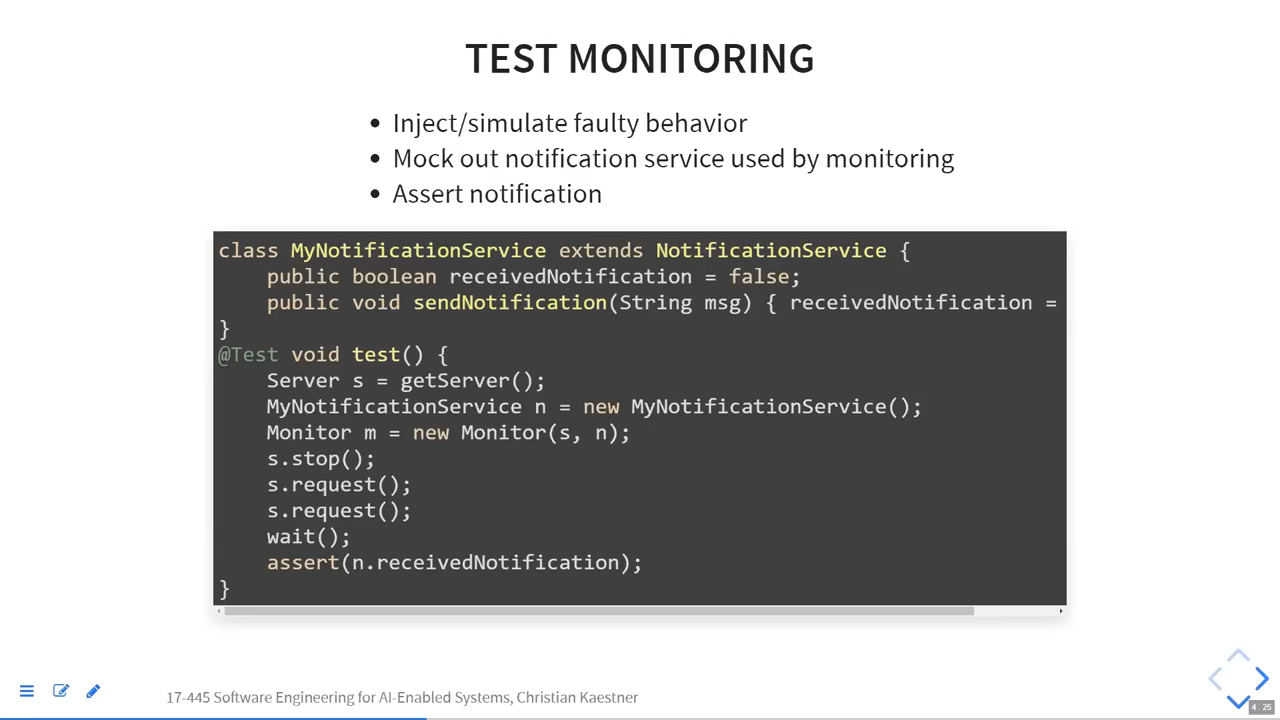 TEST MONITORING
Inject/simulate faulty behavior
Mock out notification service used by monitoring
Assert notification
class MyNotificationService extends NotificationService {
    public boolean receivedNotification = false;
    public void sendNotification(String msg) { receivedNotification =
}
@Test void test() {
    Server s = getServer();
    MyNotificationService n = new MyNotificationService();
    Monitor m = new Monitor(s, n);
    s.stop();
    s.request();
    s.request();
    wait();
    assert(n.receivedNotification);
}
17-445 Software Engineering for AI-Enabled Systems, Christian Kaestner
4 . 25